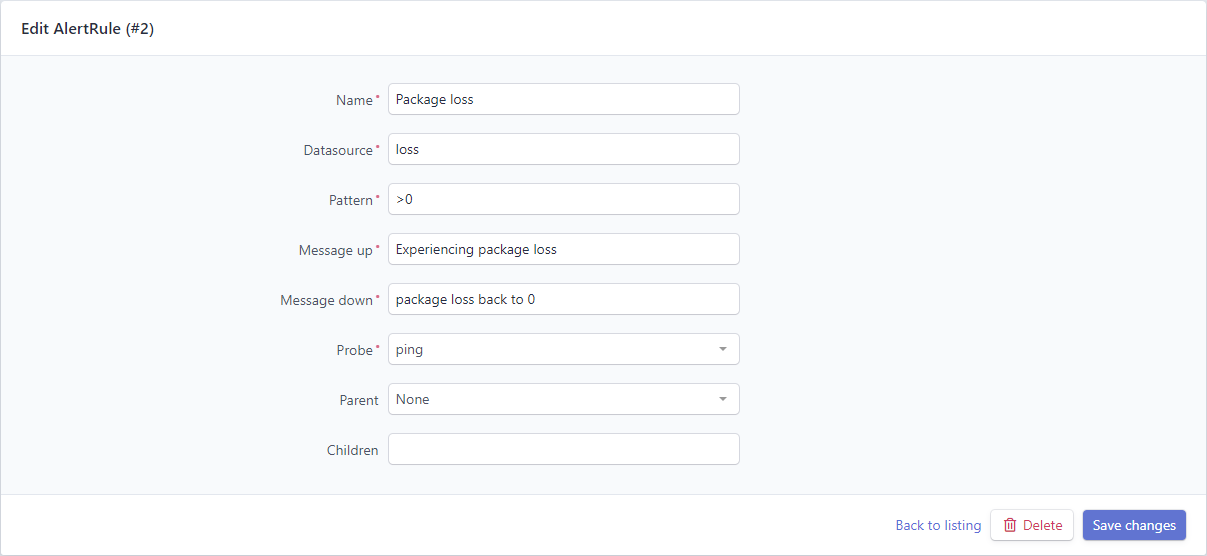 Edit AlertRule (#2)
Name* Package loss
Datasource* loss
Pattern* >0
Message up* Experiencing package loss
Message down* package loss back to 0
Probe* ping
Parent None
Children
Back to listing Delete Save changes